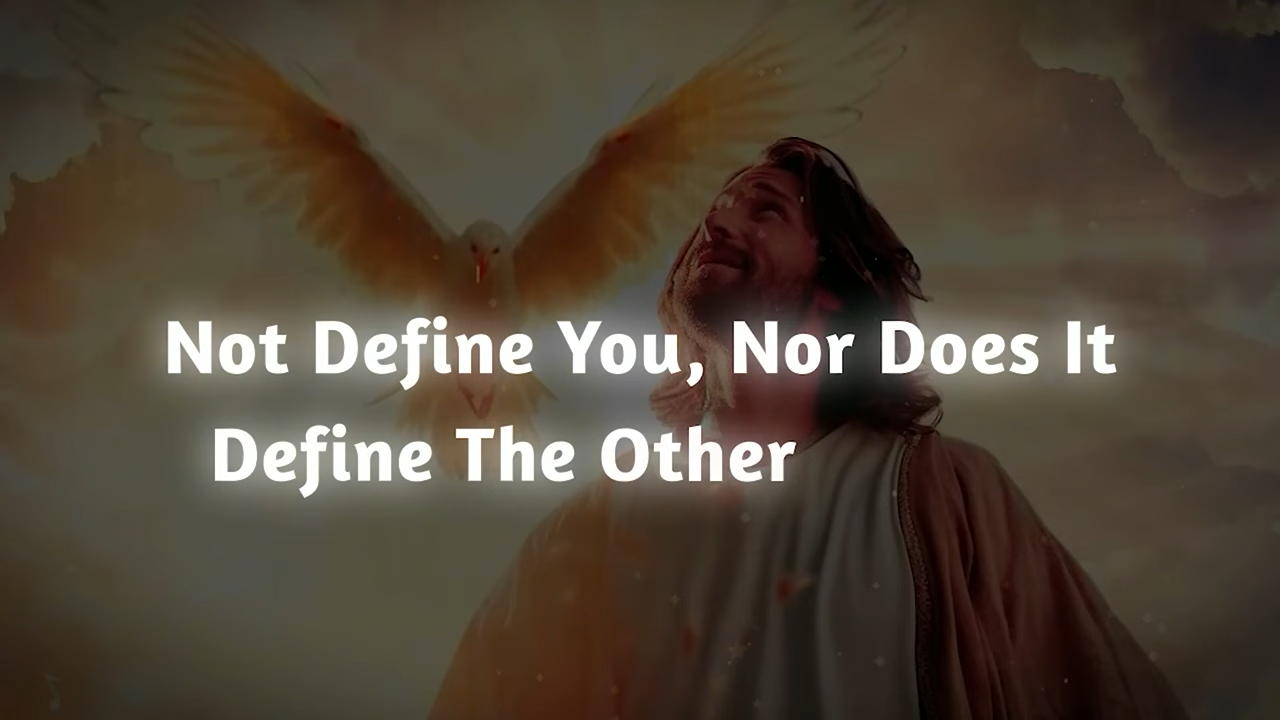 Not Define You, Nor Does It
Define The Other